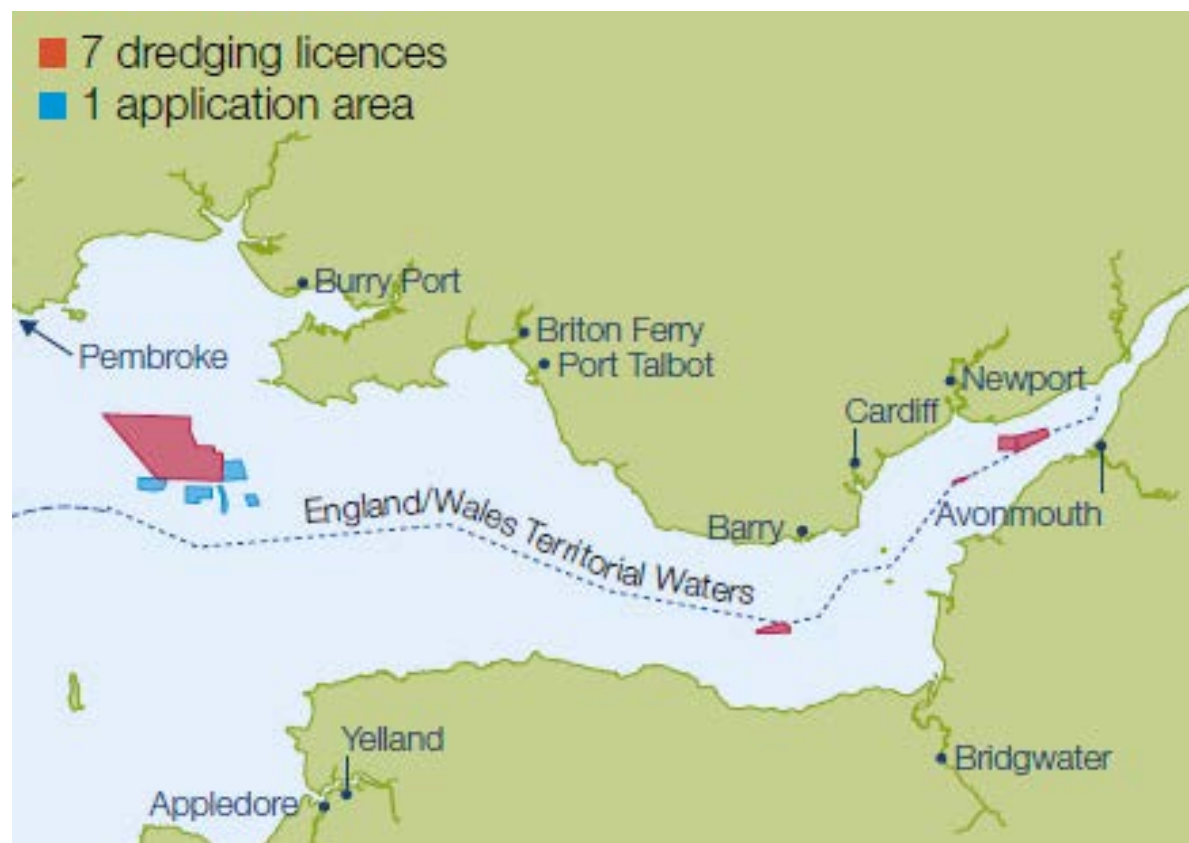 7 dredging licences
1 application area
Burry Port
Pembroke
Briton Ferry
Port Talbot
Newport
Cardiff
Avonmouth
Barry
England/Wales Territorial Waters
Yelland
Appledore
Bridgwater